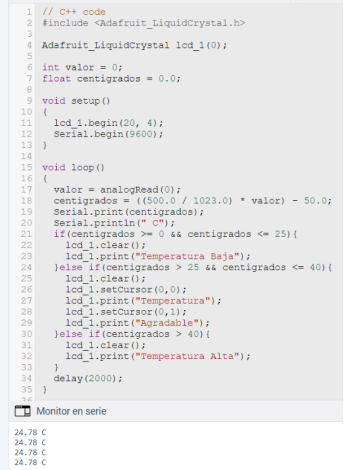 1 // C++ code
2 #include <Adafruit_LiquidCrystal.h>
3
4 Adafruit_LiquidCrystal lcd_1(0);
5
6 int valor = 0;
7 float centigrados = 0.0;
8
9 void setup()
10 {
11   lcd_1.begin(20, 4);
12   Serial.begin(9600);
13 }
14
15 void loop()
16 {
17   valor = analogRead(0);
18   centigrados = ((500.0 / 1023.0) * valor) - 50.0;
19   Serial.print(centigrados);
20   Serial.println(" C");
21   if(centigrados >= 0 && centigrados <= 25){
22     lcd_1.clear();
23     lcd_1.print("Temperatura Baja");
24   }else if(centigrados > 25 && centigrados <= 40){
25     lcd_1.clear();
26     lcd_1.setCursor(0,0);
27     lcd_1.print("Temperatura");
28     lcd_1.setCursor(0,1);
29     lcd_1.print("Agradable");
30   }else if(centigrados > 40){
31     lcd_1.clear();
32     lcd_1.print("Temperatura Alta");
33   }
34   delay(2000);
35 }
36
Monitor en serie
24.78 C
24.78 C
24.78 C
24.78 C